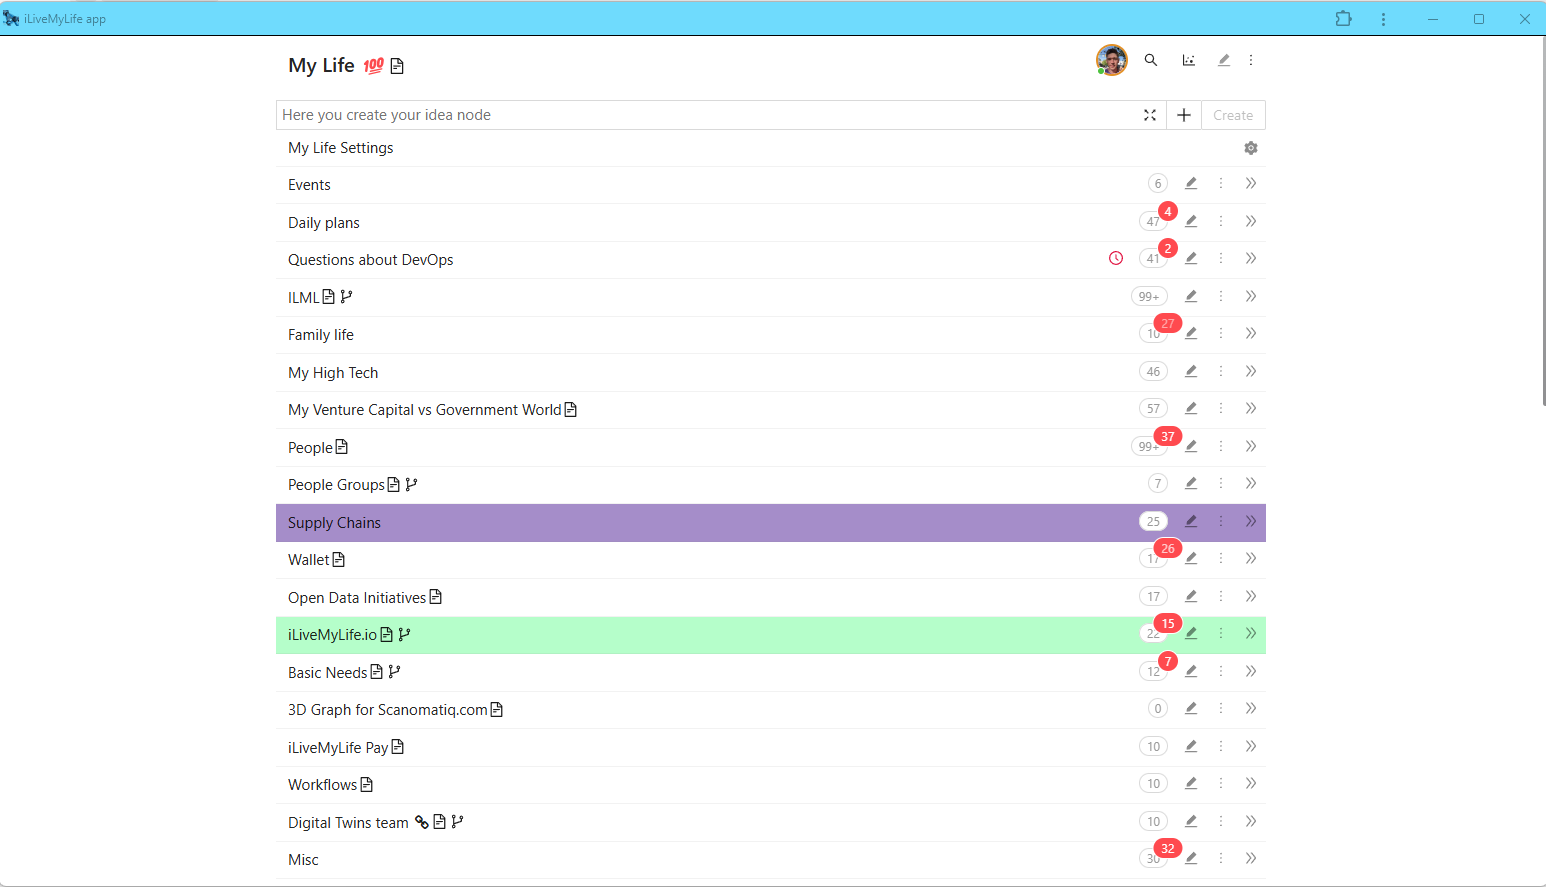 iLiveMyLife app
My Life 💯
Here you create your idea node
Create
My Life Settings
Events 6
Daily plans 47 4
Questions about DevOps 41 2
ILML 99+
Family life 10 27
My High Tech 46
My Venture Capital vs Government World 57
People 99+ 37
People Groups 7
Supply Chains 25
Wallet 17 26
Open Data Initiatives 17
iLiveMyLife.io 22 15
Basic Needs 12 7
3D Graph for Scanomatiq.com 0
iLiveMyLife Pay 10
Workflows 10
Digital Twins team 10
Misc 30 32